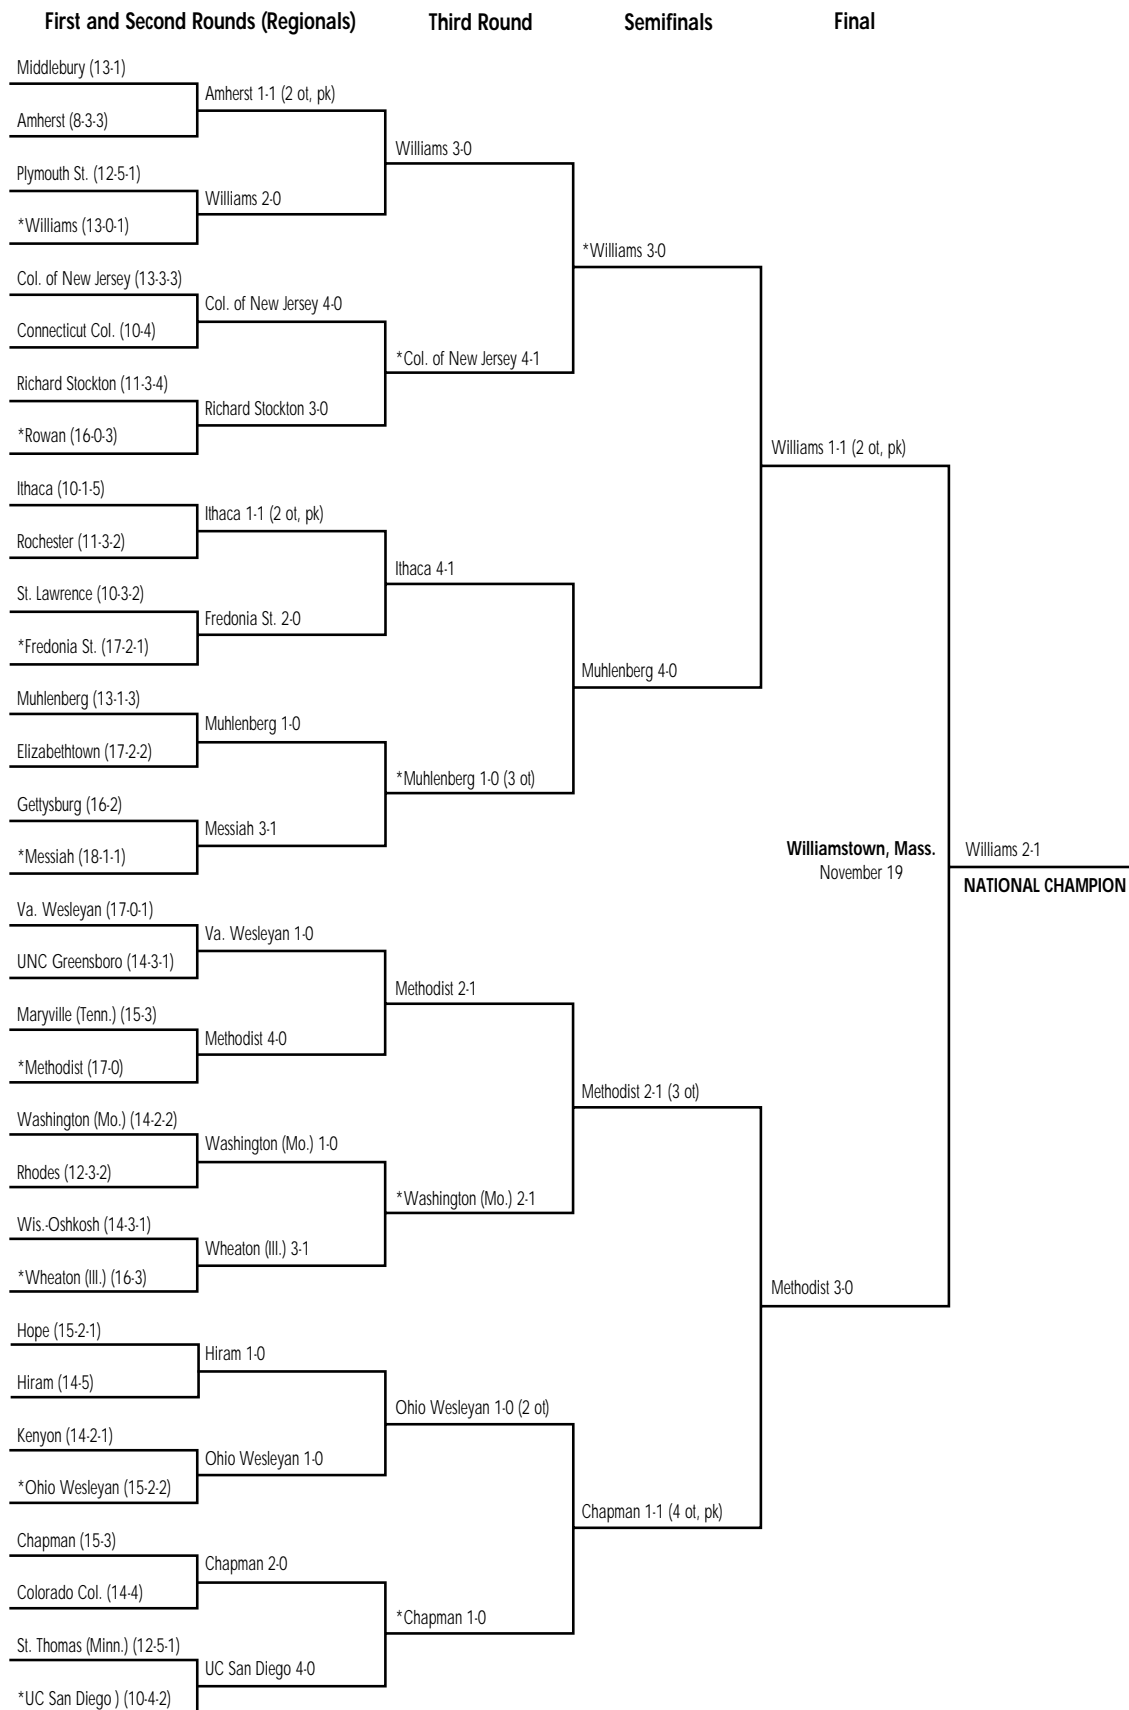 First and Second Rounds (Regionals)
Third Round
Semifinals
Final
Middlebury (13-1)
Amherst 1-1 (2 ot, pk)
Amherst (8-3-3)
Williams 3-0
Plymouth St. (12-5-1)
Williams 2-0
*Williams (13-0-1)
*Williams 3-0
Col. of New Jersey (13-3-3)
Col. of New Jersey 4-0
Connecticut Col. (10-4)
*Col. of New Jersey 4-1
Richard Stockton (11-3-4)
Richard Stockton 3-0
*Rowan (16-0-3)
Williams 1-1 (2 ot, pk)
Ithaca (10-1-5)
Ithaca 1-1 (2 ot, pk)
Rochester (11-3-2)
Ithaca 4-1
St. Lawrence (10-3-2)
Fredonia St. 2-0
*Fredonia St. (17-2-1)
Muhlenberg 4-0
Muhlenberg (13-1-3)
Muhlenberg 1-0
Elizabethtown (17-2-2)
*Muhlenberg 1-0 (3 ot)
Gettysburg (16-2)
Messiah 3-1
*Messiah (18-1-1)
Williamstown, Mass.
November 19
Williams 2-1
NATIONAL CHAMPION
Va. Wesleyan (17-0-1)
Va. Wesleyan 1-0
UNC Greensboro (14-3-1)
Methodist 2-1
Maryville (Tenn.) (15-3)
Methodist 4-0
*Methodist (17-0)
Methodist 2-1 (3 ot)
Washington (Mo.) (14-2-2)
Washington (Mo.) 1-0
Rhodes (12-3-2)
*Washington (Mo.) 2-1
Wis.-Oshkosh (14-3-1)
Wheaton (Ill.) 3-1
*Wheaton (Ill.) (16-3)
Methodist 3-0
Hope (15-2-1)
Hiram 1-0
Hiram (14-5)
Ohio Wesleyan 1-0 (2 ot)
Kenyon (14-2-1)
Ohio Wesleyan 1-0
*Ohio Wesleyan (15-2-2)
Chapman 1-1 (4 ot, pk)
Chapman (15-3)
Chapman 2-0
Colorado Col. (14-4)
*Chapman 1-0
St. Thomas (Minn.) (12-5-1)
UC San Diego 4-0
*UC San Diego ) (10-4-2)